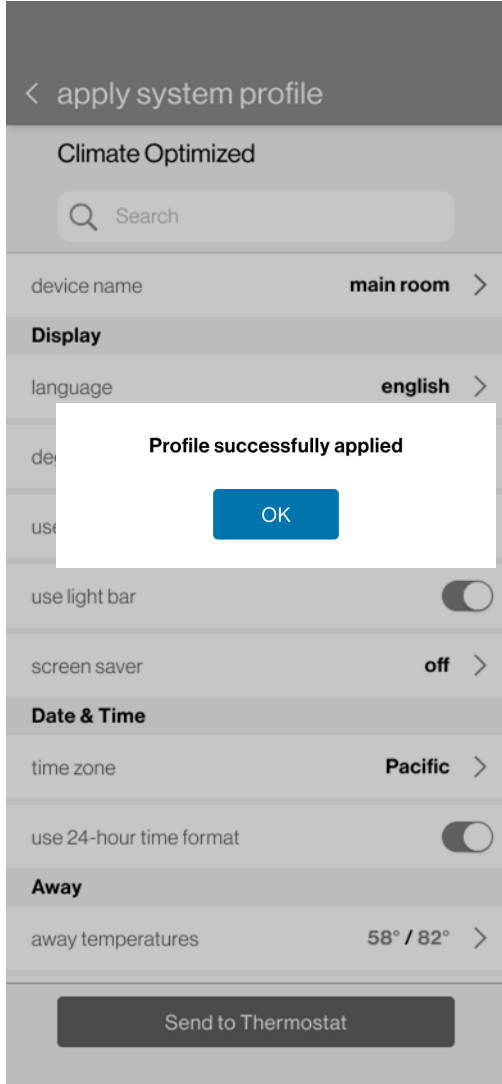 apply system profile
Climate Optimized
Search
device name main room
Display
language english
Profile successfully applied
OK
use light bar
screen saver off
Date & Time
time zone Pacific
use 24-hour time format
Away
away temperatures 58° / 82°
Send to Thermostat